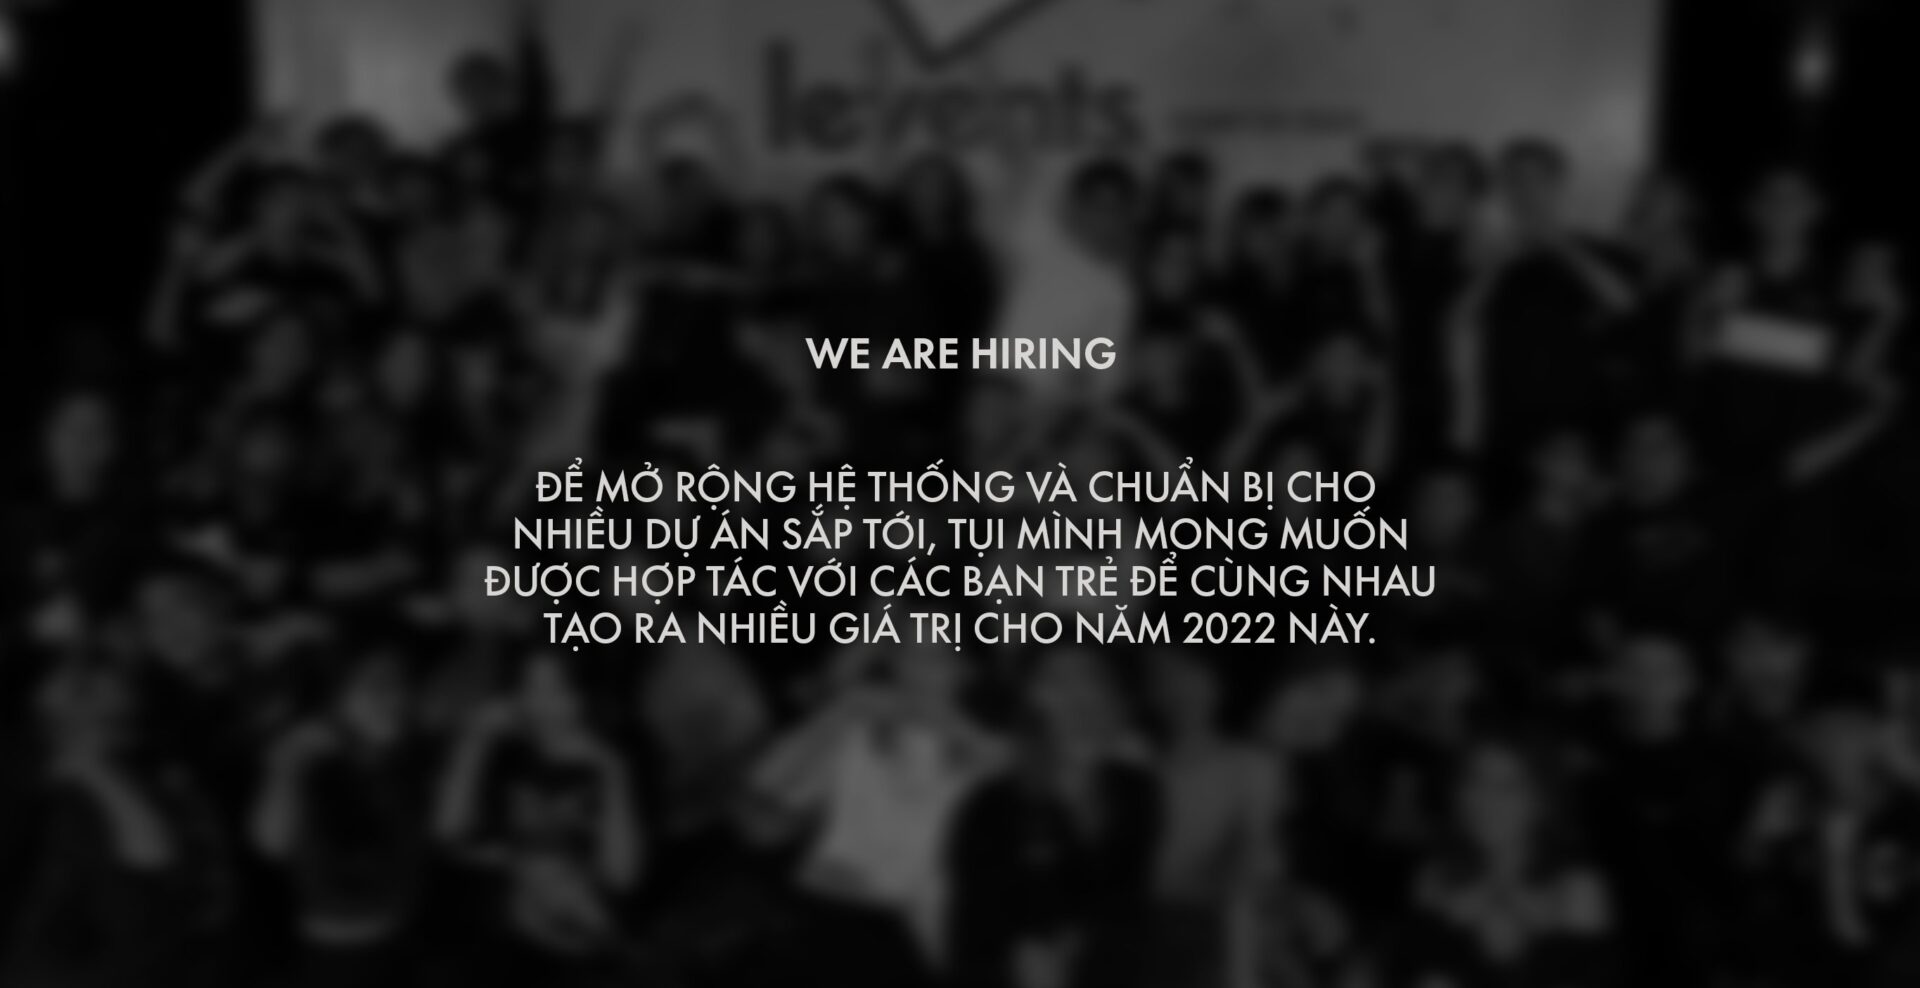 levents
WE ARE HIRING
ĐỂ MỞ RỘNG HỆ THỐNG VÀ CHUẨN BỊ CHO
NHIỀU DỰ ÁN SẮP TỚI, TỤI MÌNH MONG MUỐN
ĐƯỢC HỢP TÁC VỚI CÁC BẠN TRẺ ĐỂ CÙNG NHAU
TẠO RA NHIỀU GIÁ TRỊ CHO NĂM 2022 NÀY.